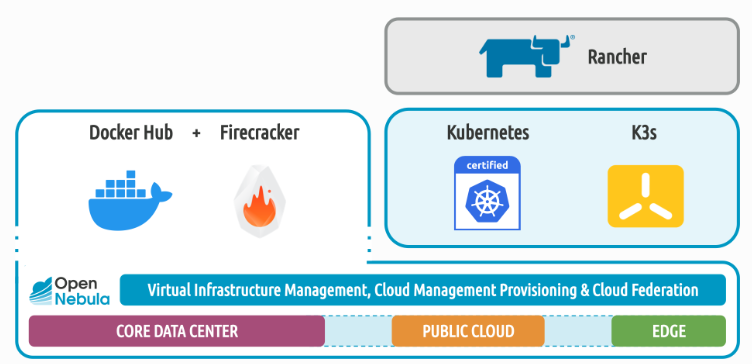 Rancher
Docker Hub + Firecracker
Kubernetes K3s
certified
Open
Nebula
Virtual Infrastructure Management, Cloud Management Provisioning & Cloud Federation
CORE DATA CENTER PUBLIC CLOUD EDGE